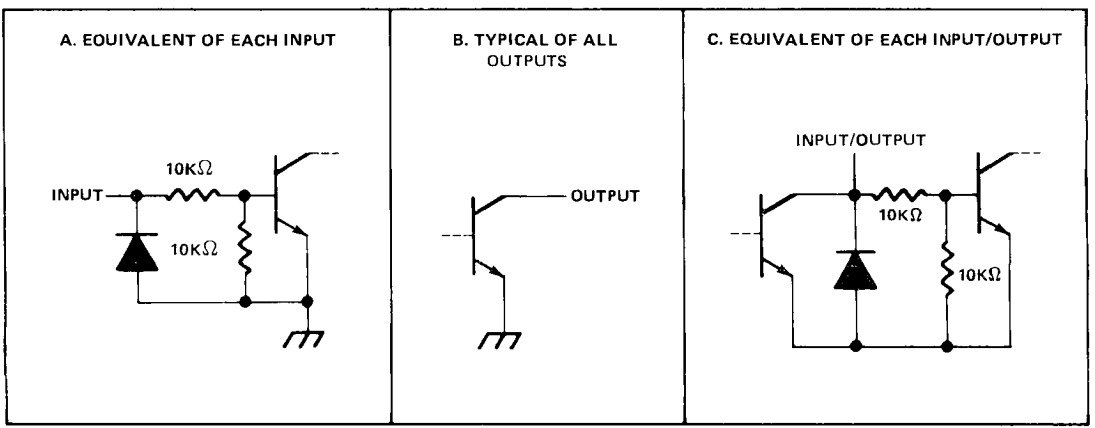 A. EOUIVALENT OF EACH INPUT
B. TYPICAL OF ALL
OUTPUTS
C. EQUIVALENT OF EACH INPUT/OUTPUT
INPUT
10KΩ
10KΩ
OUTPUT
INPUT/OUTPUT
10KΩ
10KΩ